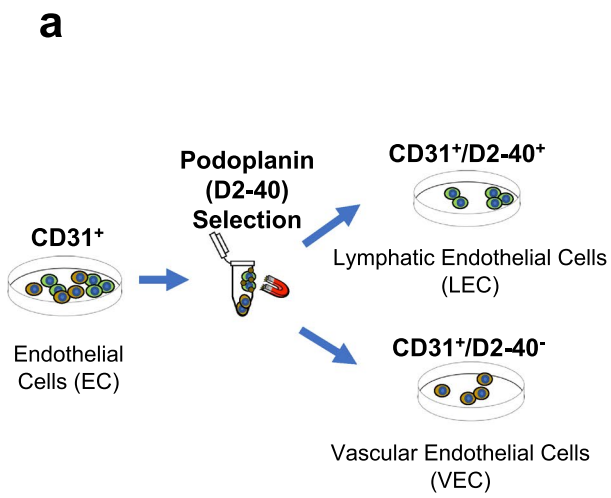 a
CD31⁺
Endothelial
Cells (EC)
Podoplanin
(D2-40)
Selection
CD31⁺/D2-40⁺
Lymphatic Endothelial Cells
(LEC)
CD31⁺/D2-40⁻
Vascular Endothelial Cells
(VEC)